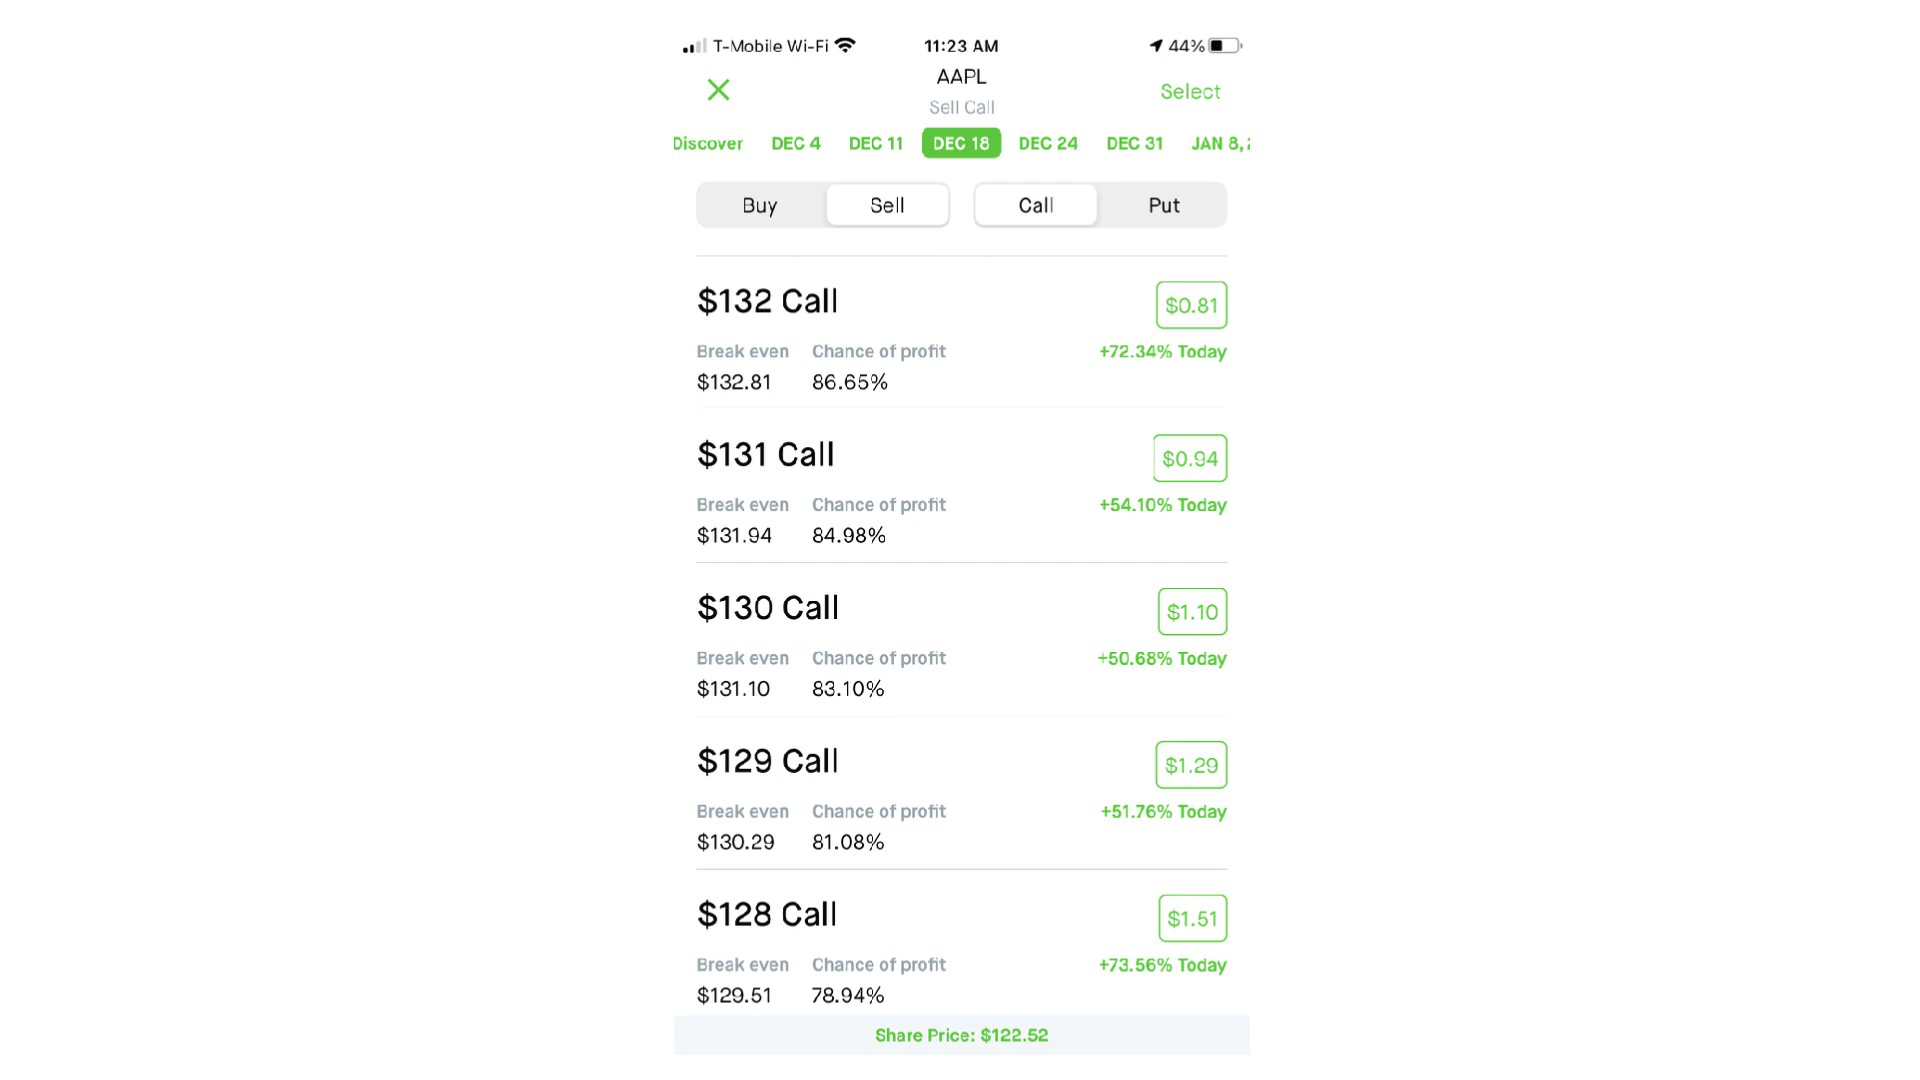 T-Mobile Wi-Fi 11:23 AM 44%
AAPL
Select
Sell Call
Discover DEC 4 DEC 11 DEC 18 DEC 24 DEC 31 JAN 8,
Buy Sell Call Put
$132 Call $0.81
Break even Chance of profit +72.34% Today
$132.81 86.65%
$131 Call $0.94
Break even Chance of profit +54.10% Today
$131.94 84.98%
$130 Call $1.10
Break even Chance of profit +50.68% Today
$131.10 83.10%
$129 Call $1.29
Break even Chance of profit +51.76% Today
$130.29 81.08%
$128 Call $1.51
Break even Chance of profit +73.56% Today
$129.51 78.94%
Share Price: $122.52